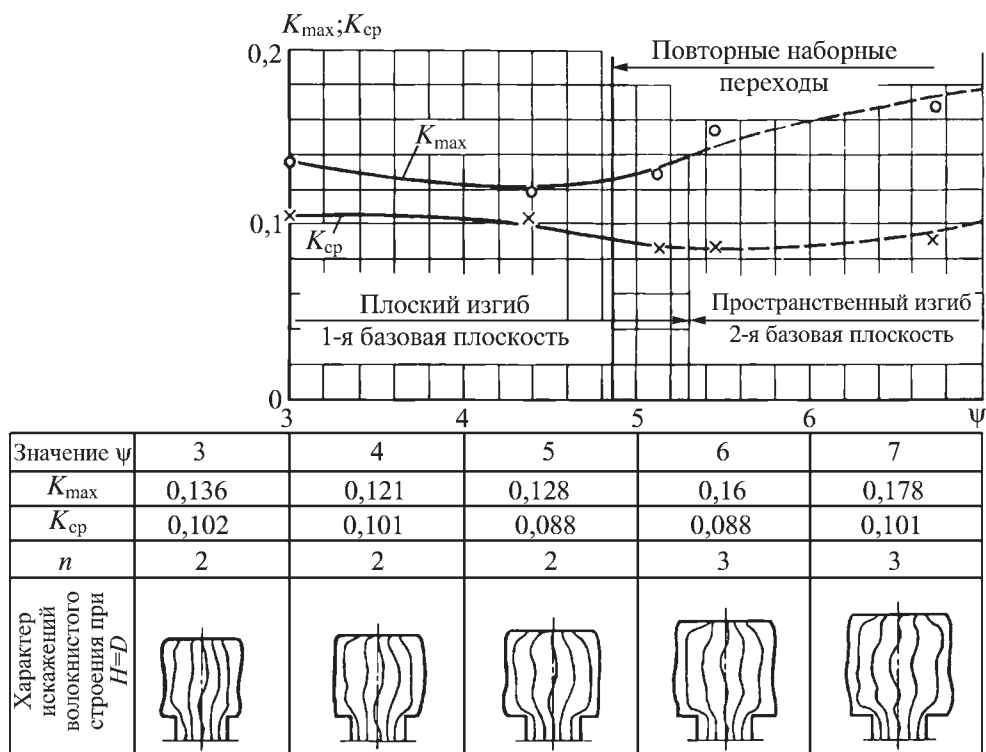 K_max; K_ср
0,2
Повторные наборные
переходы
K_max
0,1
K_ср
Плоский изгиб
1-я базовая плоскость
Пространственный изгиб
2-я базовая плоскость
0
3 4 5 6 ψ
Значение ψ 3 4 5 6 7
K_max 0,136 0,121 0,128 0,16 0,178
K_ср 0,102 0,101 0,088 0,088 0,101
n 2 2 2 3 3
Характер
искажений
волокнистого
строения при
H=D